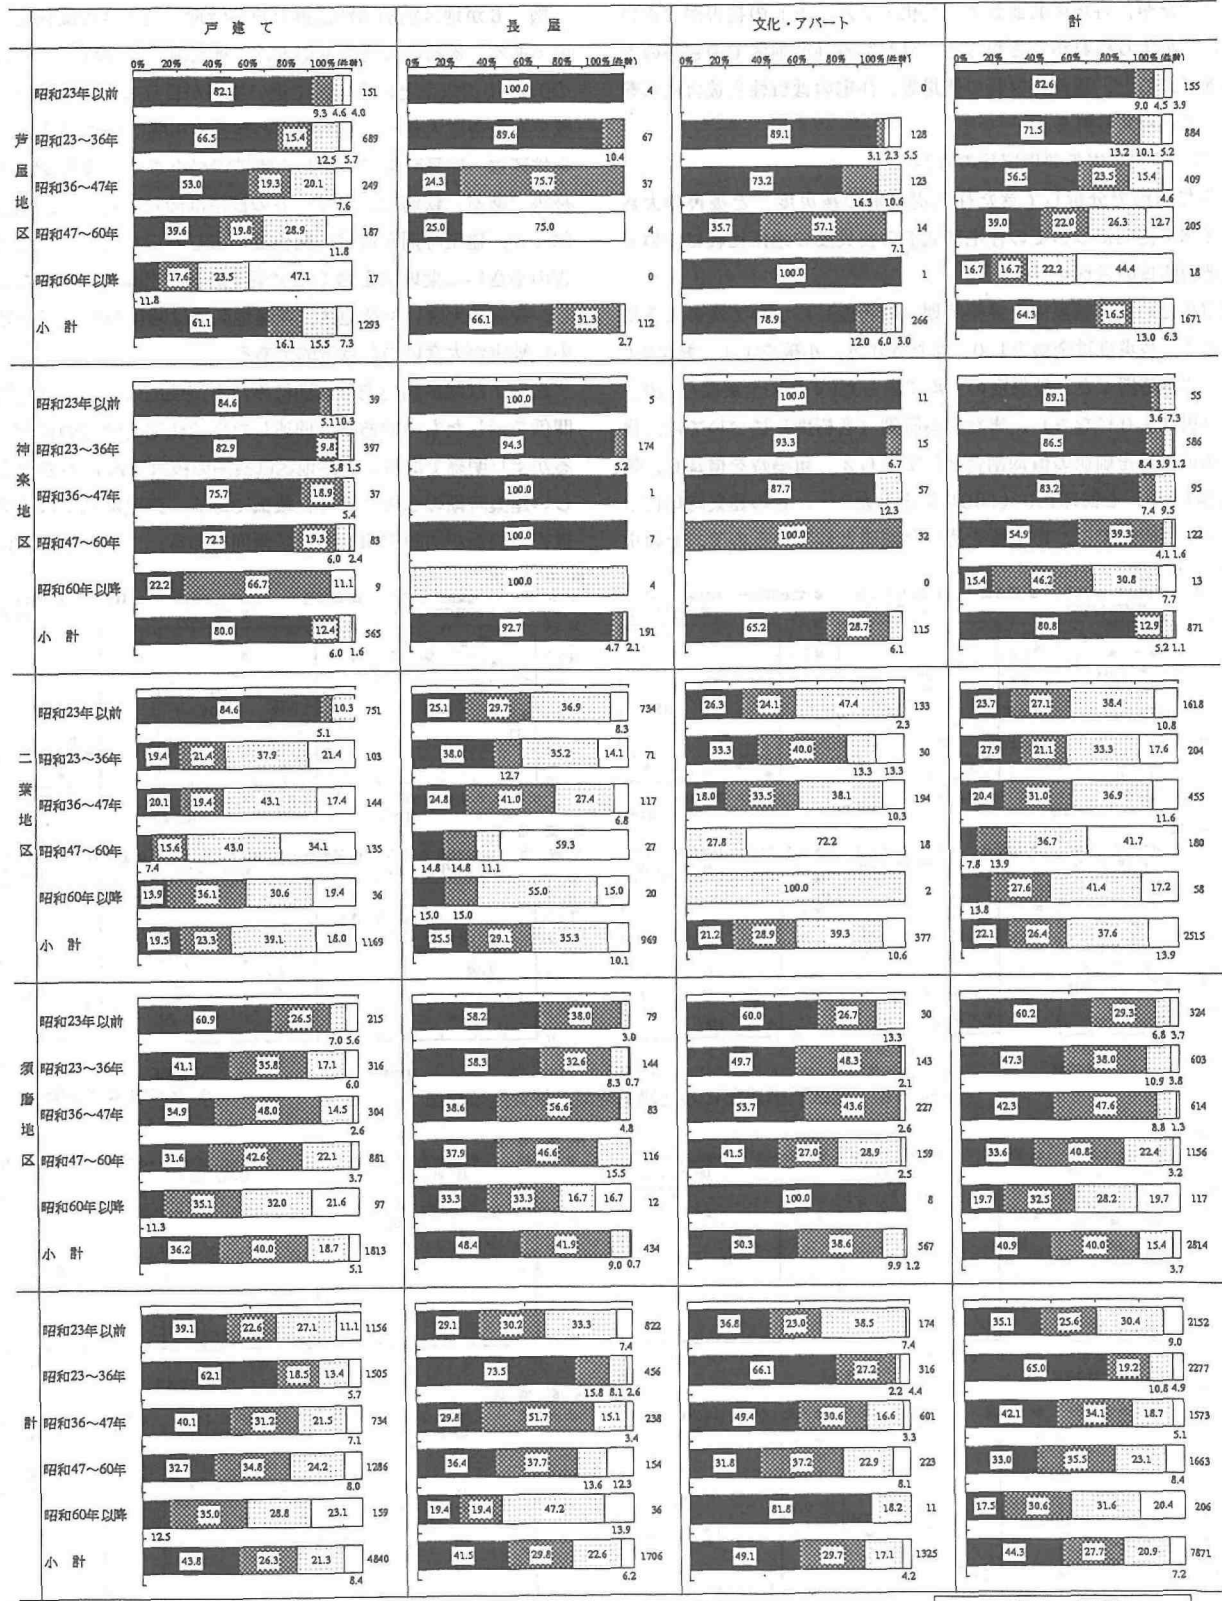 戸 建 て 長 屋 文化・アパート 計
0% 20% 40% 60% 80% 100% (件数) 0% 20% 40% 60% 80% 100% (件数) 0% 20% 40% 60% 80% 100% (件数) 0% 20% 40% 60% 80% 100% (件数)
芦屋地区
昭和23年以前 82.1 9.3 4.6 4.0 151 100.0 4 0 82.6 9.0 4.5 3.9 155
昭和23~36年 66.5 15.4 12.5 5.7 689 89.6 10.4 67 89.1 3.1 2.3 5.5 128 71.5 13.2 10.1 5.2 884
昭和36~47年 53.0 19.3 20.1 7.6 249 24.3 75.7 37 73.2 16.3 10.6 123 56.5 23.5 15.4 4.6 409
昭和47~60年 39.6 19.8 28.9 11.8 187 25.0 75.0 4 35.7 57.1 7.1 14 39.0 22.0 26.3 12.7 205
昭和60年以降 11.8 17.6 23.5 47.1 17 0 100.0 1 16.7 16.7 22.2 44.4 18
小 計 61.1 16.1 15.5 7.3 1293 66.1 31.3 2.7 112 78.9 12.0 6.0 3.0 266 64.3 16.5 13.0 6.3 1671
神楽地区
昭和23年以前 84.6 5.1 10.3 39 100.0 5 100.0 11 89.1 3.6 7.3 55
昭和23~36年 82.9 9.8 5.8 1.5 397 94.3 5.2 174 93.3 6.7 15 86.5 8.4 3.9 1.2 586
昭和36~47年 75.7 18.9 5.4 37 100.0 1 87.7 12.3 57 83.2 7.4 9.5 95
昭和47~60年 72.3 19.3 6.0 2.4 83 100.0 7 100.0 32 54.9 39.3 4.1 1.6 122
昭和60年以降 22.2 66.7 11.1 9 100.0 4 0 15.4 46.2 30.8 7.7 13
小 計 80.0 12.4 6.0 1.6 565 92.7 4.7 2.1 191 65.2 28.7 6.1 115 80.8 12.9 5.2 1.1 871
二葉地区
昭和23年以前 84.6 5.1 10.3 751 25.1 29.7 36.9 8.3 734 26.3 24.1 47.4 2.3 133 23.7 27.1 38.4 10.8 1618
昭和23~36年 19.4 21.4 37.9 21.4 103 38.0 12.7 35.2 14.1 71 33.3 40.0 13.3 13.3 30 27.9 21.1 33.3 17.6 204
昭和36~47年 20.1 19.4 43.1 17.4 144 24.8 41.0 27.4 6.8 117 18.0 33.5 38.1 10.3 194 20.4 31.0 36.9 11.6 455
昭和47~60年 7.4 15.6 43.0 34.1 135 14.8 14.8 11.1 59.3 27 27.8 72.2 18 7.8 13.9 36.7 41.7 180
昭和60年以降 13.9 36.1 30.6 19.4 36 15.0 15.0 55.0 15.0 20 100.0 2 13.8 27.6 41.4 17.2 58
小 計 19.5 23.3 39.1 18.0 1169 25.5 29.1 35.3 10.1 969 21.2 28.9 39.3 10.6 377 22.1 26.4 37.6 13.9 2515
須磨地区
昭和23年以前 60.9 26.5 7.0 5.6 215 58.2 38.0 3.0 79 60.0 26.7 13.3 30 60.2 29.3 6.8 3.7 324
昭和23~36年 41.1 35.8 17.1 6.0 316 58.3 32.6 8.3 0.7 144 49.7 48.3 2.1 143 47.3 38.0 10.9 3.8 603
昭和36~47年 34.9 48.0 14.5 2.6 304 38.6 56.6 4.8 83 53.7 43.6 2.6 227 42.3 47.6 8.8 1.3 614
昭和47~60年 31.6 42.6 22.1 3.7 881 37.9 46.6 15.5 116 41.5 27.0 28.9 2.5 159 33.6 40.8 22.4 3.2 1156
昭和60年以降 11.3 35.1 32.0 21.6 97 33.3 33.3 16.7 16.7 12 100.0 8 19.7 32.5 28.2 19.7 117
小 計 36.2 40.0 18.7 5.1 1813 48.4 41.9 9.0 0.7 434 50.3 38.6 9.9 1.2 567 40.9 40.0 15.4 3.7 2814
計
昭和23年以前 39.1 22.6 27.1 11.1 1156 29.1 30.2 33.3 7.4 822 36.8 23.0 38.5 7.4 174 35.1 25.6 30.4 9.0 2152
昭和23~36年 62.1 18.5 13.4 5.7 1505 73.5 15.8 8.1 2.6 456 66.1 27.2 2.2 4.4 316 65.0 19.2 10.8 4.9 2277
昭和36~47年 40.1 31.2 21.5 7.1 734 29.8 51.7 15.1 3.4 238 49.4 30.6 16.6 3.3 601 42.1 34.1 18.7 5.1 1573
昭和47~60年 32.7 34.8 24.2 8.0 1286 36.4 37.7 13.6 12.3 154 31.8 37.2 22.9 8.1 223 33.0 35.5 23.1 8.4 1663
昭和60年以降 12.5 35.0 28.8 23.1 159 19.4 19.4 47.2 13.9 36 81.8 18.2 11 17.5 30.6 31.6 20.4 206
小 計 43.8 26.3 21.3 8.4 4840 41.5 29.8 22.6 6.2 1706 49.1 29.7 17.1 4.2 1325 44.3 27.7 20.9 7.2 7871